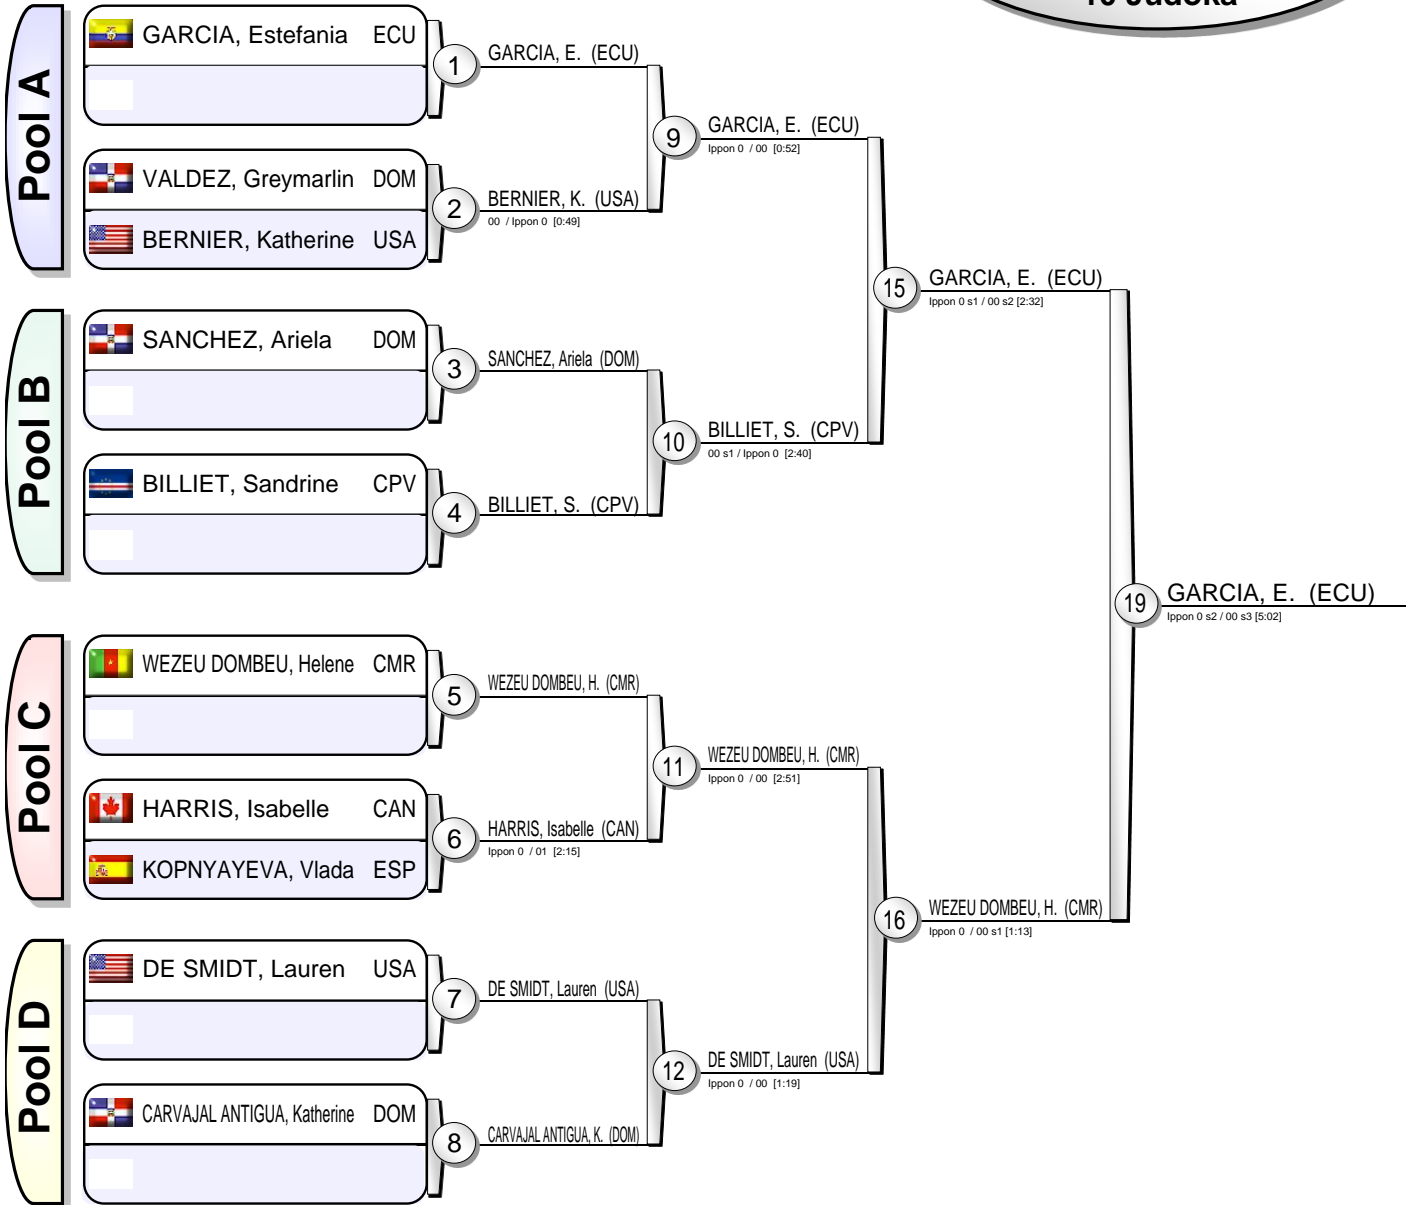 10 Judoka
Pool A
GARCIA, Estefania ECU
VALDEZ, Greymarlin DOM
BERNIER, Katherine USA
1
GARCIA, E. (ECU)
2
BERNIER, K. (USA)
00 / Ippon 0 [0:49]
9
GARCIA, E. (ECU)
Ippon 0 / 00 [0:52]
Pool B
SANCHEZ, Ariela DOM
BILLIET, Sandrine CPV
3
SANCHEZ, Ariela (DOM)
4
BILLIET, S. (CPV)
10
BILLIET, S. (CPV)
00 s1 / Ippon 0 [2:40]
15
GARCIA, E. (ECU)
Ippon 0 s1 / 00 s2 [2:32]
Pool C
WEZEU DOMBEU, Helene CMR
HARRIS, Isabelle CAN
KOPNYAYEVA, Vlada ESP
5
WEZEU DOMBEU, H. (CMR)
6
HARRIS, Isabelle (CAN)
Ippon 0 / 01 [2:15]
11
WEZEU DOMBEU, H. (CMR)
Ippon 0 / 00 [2:51]
Pool D
DE SMIDT, Lauren USA
CARVAJAL ANTIGUA, Katherine DOM
7
DE SMIDT, Lauren (USA)
8
CARVAJAL ANTIGUA, K. (DOM)
12
DE SMIDT, Lauren (USA)
Ippon 0 / 00 [1:19]
16
WEZEU DOMBEU, H. (CMR)
Ippon 0 / 00 s1 [1:13]
19
GARCIA, E. (ECU)
Ippon 0 s2 / 00 s3 [5:02]